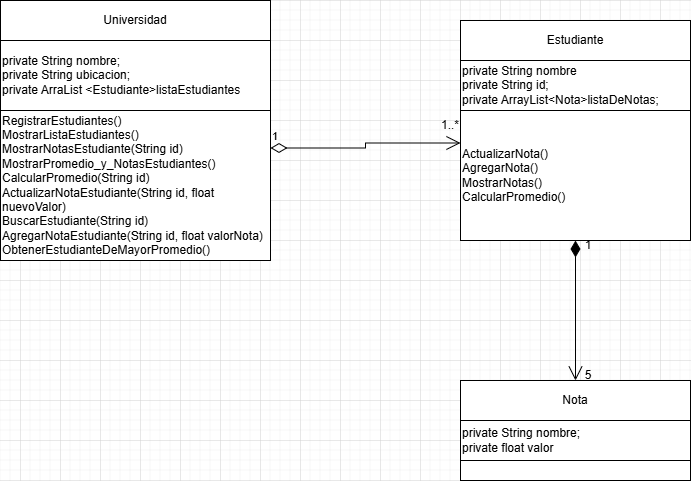 Universidad
private String nombre;
private String ubicacion;
private ArraList <Estudiante>listaEstudiantes
RegistrarEstudiantes()
MostrarListaEstudiantes()
MostrarNotasEstudiante(String id)
MostrarPromedio_y_NotasEstudiantes()
CalcularPromedio(String id)
ActualizarNotaEstudiante(String id, float
nuevoValor)
BuscarEstudiante(String id)
AgregarNotaEstudiante(String id, float valorNota)
ObtenerEstudianteDeMayorPromedio()
1
1..*
Estudiante
private String nombre
private String id;
private ArrayList<Nota>listaDeNotas;
ActualizarNota()
AgregarNota()
MostrarNotas()
CalcularPromedio()
1
5
Nota
private String nombre;
private float valor